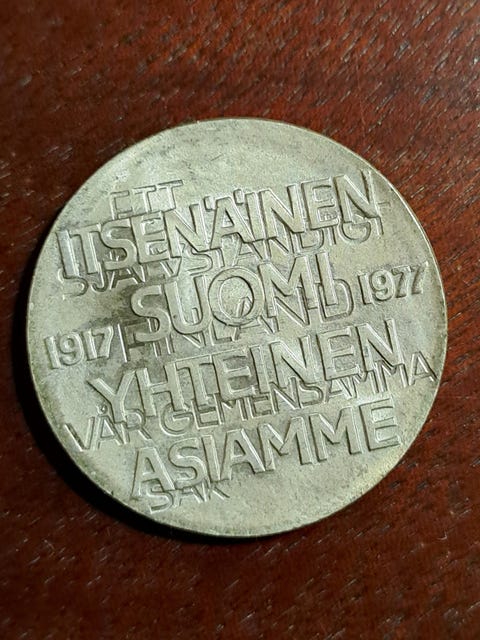 ETT
ITSENÄINEN
SJÄLVSTÄNDIGT
SUOMI
1917 FINLAND 1977
YHTEINEN
VÅR GEMENSAMMA
ASIAMME
SAK